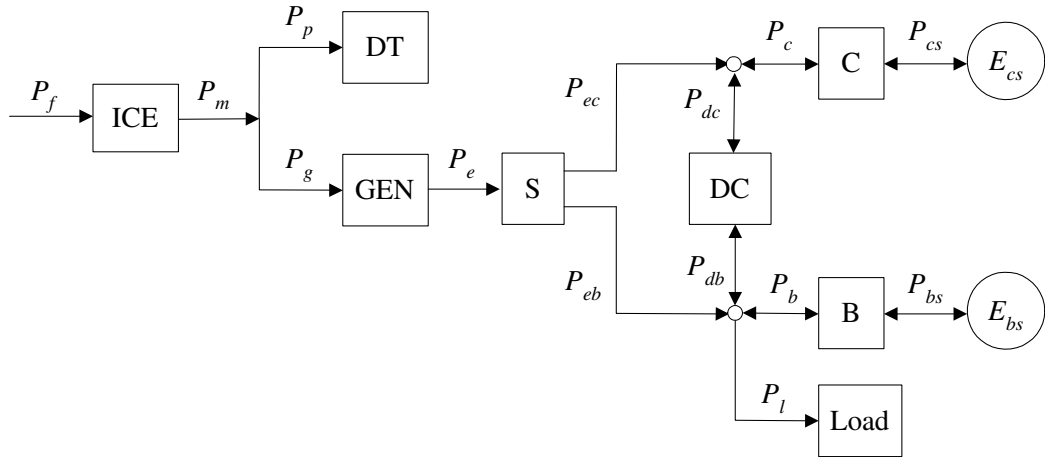 P_p
DT
P_c
C
P_cs
E_cs
P_f
ICE
P_m
P_ec
P_dc
P_g
GEN
P_e
S
DC
P_eb
P_db
P_b
B
P_bs
E_bs
P_l
Load